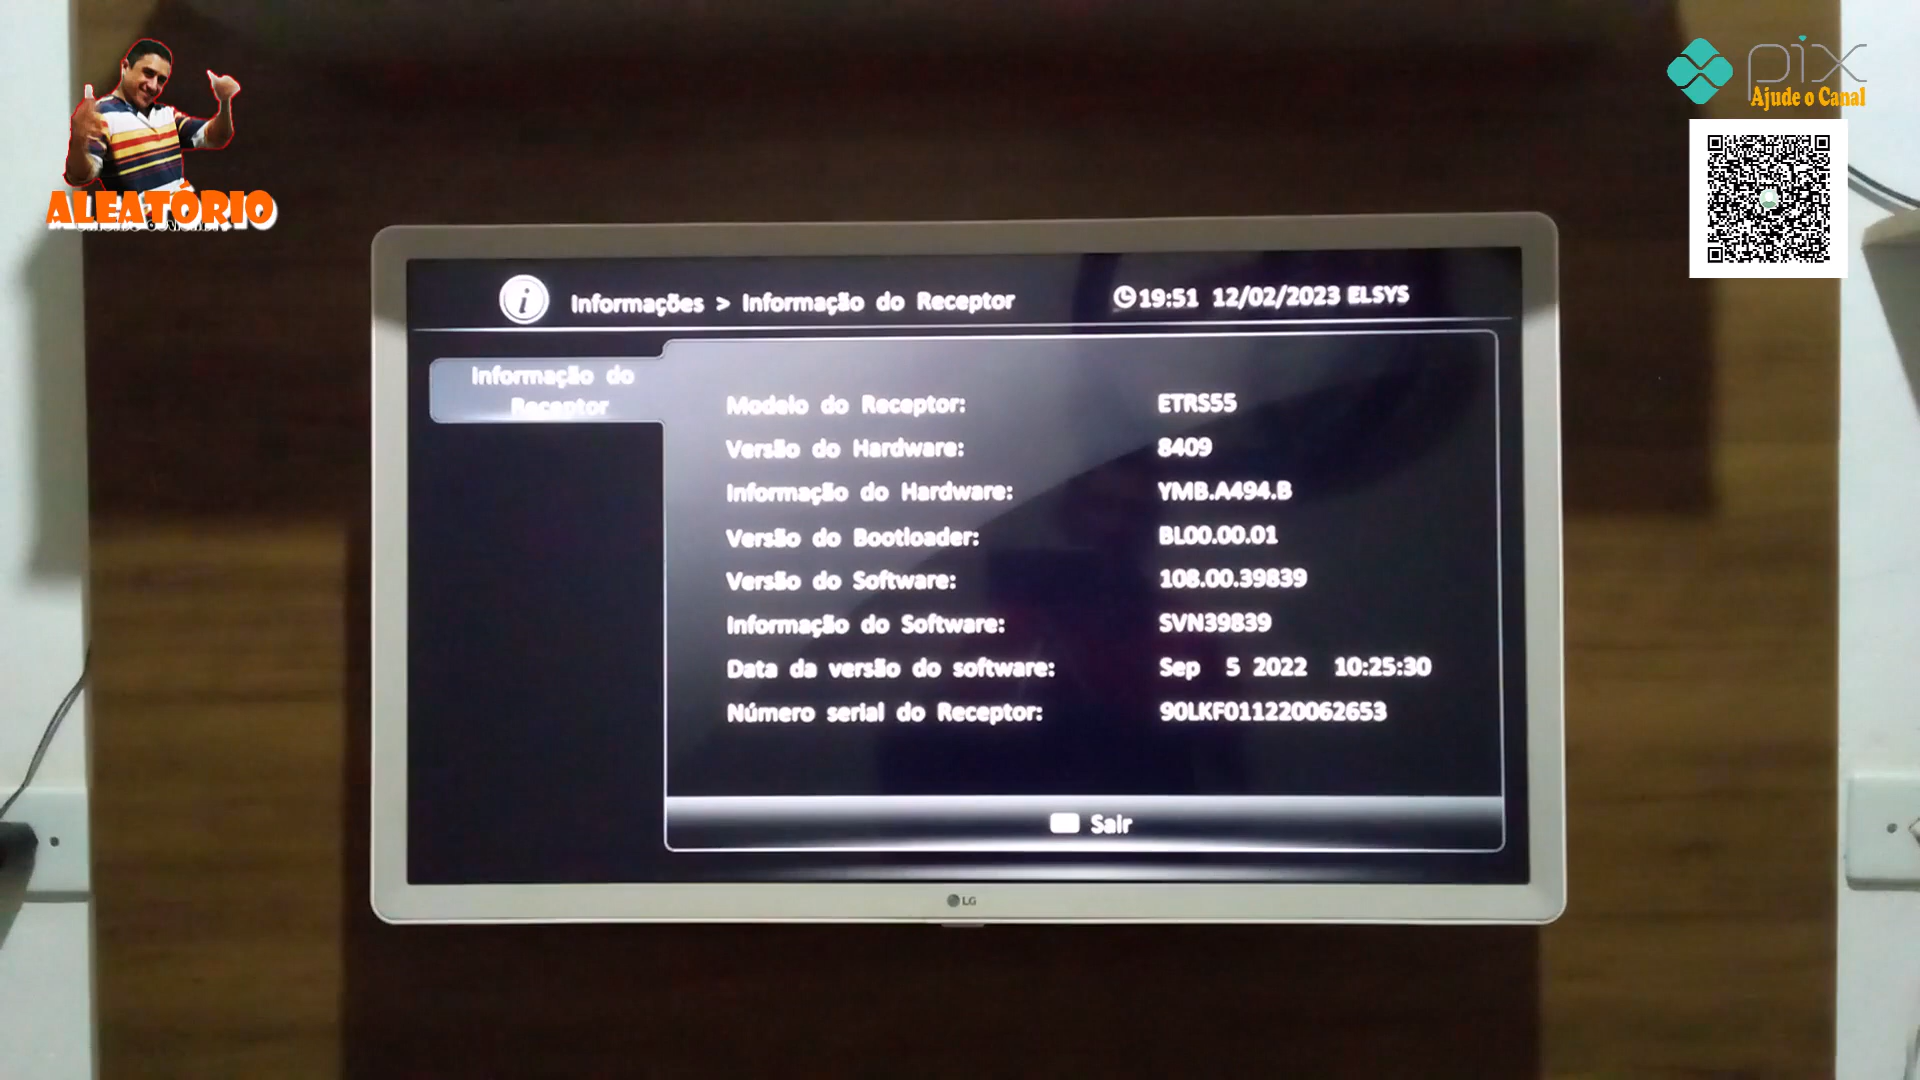 ALEATÓRIO
pix
Ajude o Canal
Informações > Informação do Receptor
19:51 12/02/2023 ELSYS
Informação do
Receptor
Modelo do Receptor: ETRS55
Versão do Hardware: 8409
Informação do Hardware: YMB.A494.B
Versão do Bootloader: BL00.00.01
Versão do Software: 108.00.39839
Informação do Software: SVN39839
Data da versão do software: Sep 5 2022 10:25:30
Número serial do Receptor: 90LKF011220062653
Sair
LG